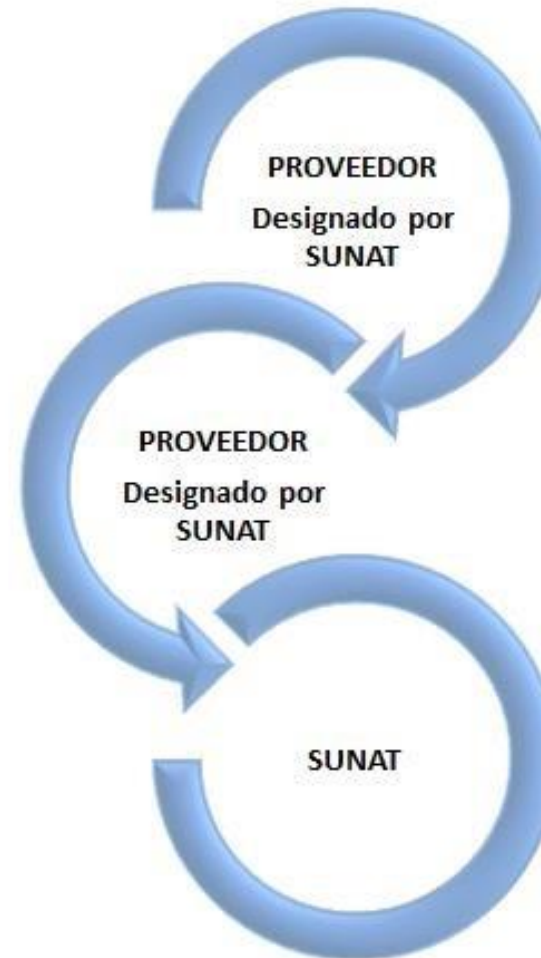 PROVEEDOR
Designado por
SUNAT
PROVEEDOR
Designado por
SUNAT
SUNAT